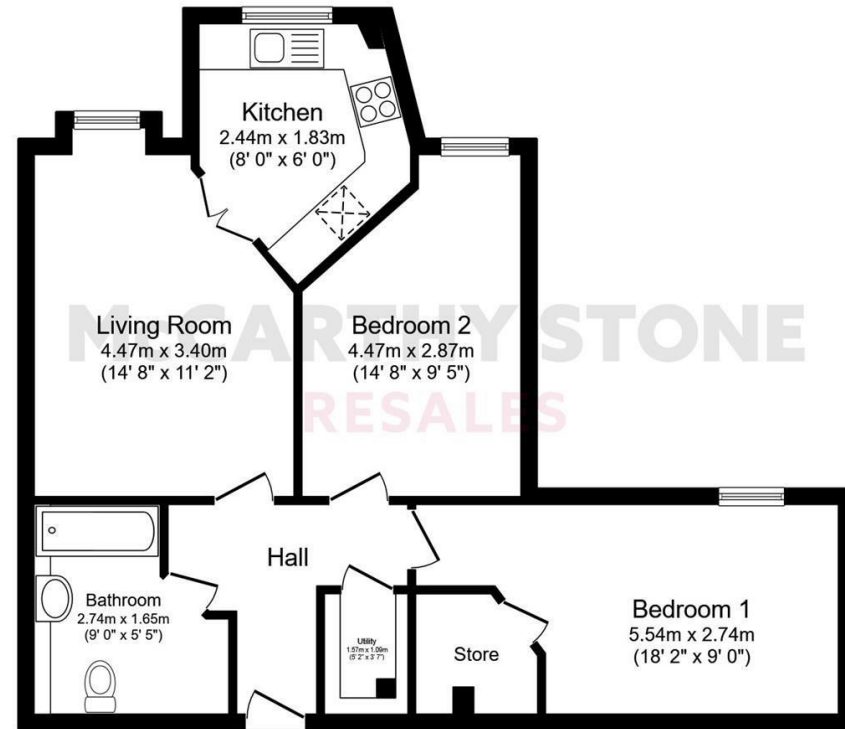 Kitchen
2.44m x 1.83m
(8' 0" x 6' 0")
Living Room
4.47m x 3.40m
(14' 8" x 11' 2")
Bedroom 2
4.47m x 2.87m
(14' 8" x 9' 5")
McCARTHY STONE
RESALES
Hall
Bathroom
2.74m x 1.65m
(9' 0" x 5' 5")
Utility
1.57m x 1.09m
(5' 2" x 3' 7")
Store
Bedroom 1
5.54m x 2.74m
(18' 2" x 9' 0")